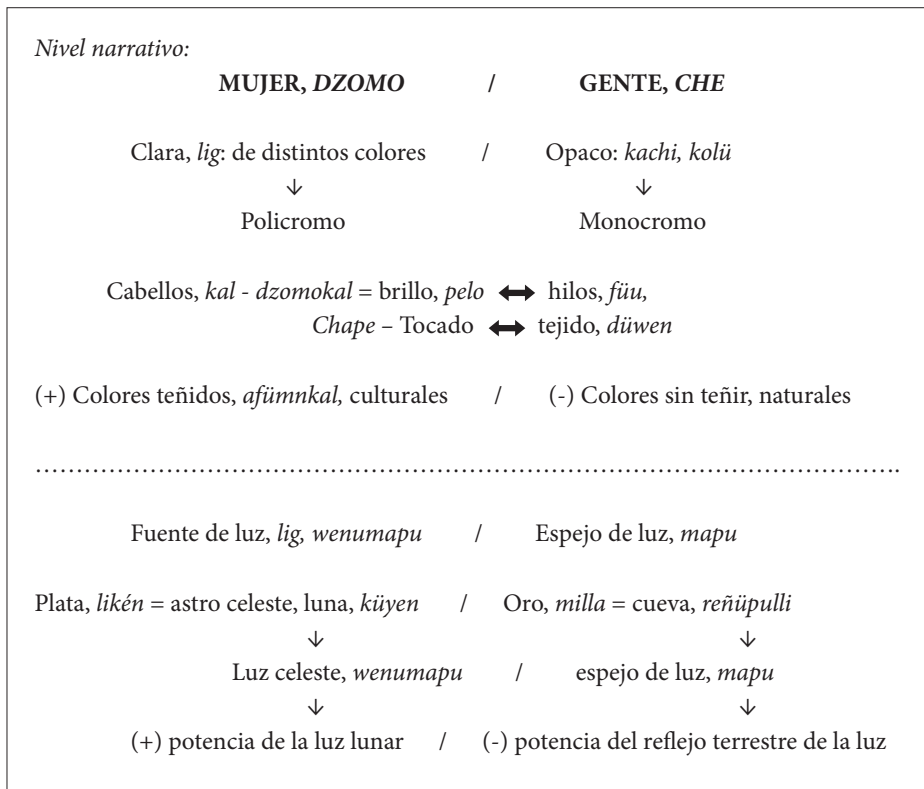 Nivel narrativo:
MUJER, DZOMO / GENTE, CHE
Clara, lig: de distintos colores / Opaco: kachi, kolü
↓ ↓
Policromo Monocromo
Cabellos, kal - dzomokal = brillo, pelo ↔ hilos, füu,
Chape – Tocado ↔ tejido, düwen
(+) Colores teñidos, afümnkal, culturales / (-) Colores sin teñir, naturales
……………………………………………………………………………………………..
Fuente de luz, lig, wenumapu / Espejo de luz, mapu
Plata, likén = astro celeste, luna, küyen / Oro, milla = cueva, reñüpulli
↓ ↓
Luz celeste, wenumapu / espejo de luz, mapu
↓ ↓
(+) potencia de la luz lunar / (-) potencia del reflejo terrestre de la luz